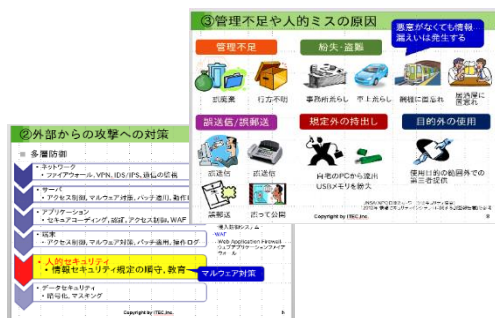 ③管理不足や人的ミスの原因
悪意がなくても情報
漏えいは発生する
管理不足
紛失・盗難
誤廃棄
行方不明
事務所荒らし
車上荒らし
網棚に置忘れ
居酒屋に
置忘れ
誤送信/誤郵送
規定外の持出し
目的外の使用
誤送信
誤送信
自宅のPCから流出
USBメモリを紛失
使用目的の範囲外での
第三者提供
誤郵送
誤って公開
Copyright by ITEC,Inc.
②外部からの攻撃への対策
多層防御
・ネットワーク
・ファイアウォール, VPN, IDS/IPS, 通信の監視
・サーバ
・アクセス制御, マルウェア対策, パッチ適用,
・アプリケーション
・セキュアコーディング, 認証, アクセス制御, WAF
・端末
・アクセス制御, マルウェア対策, パッチ適用, 操作ログ
・人的セキュリティ
・情報セキュリティ規定の順守, 教育
マルウェア対策
・データセキュリティ
・暗号化, マスキング
・WAF
Web Application Firewall
Copyright by ITEC,Inc.